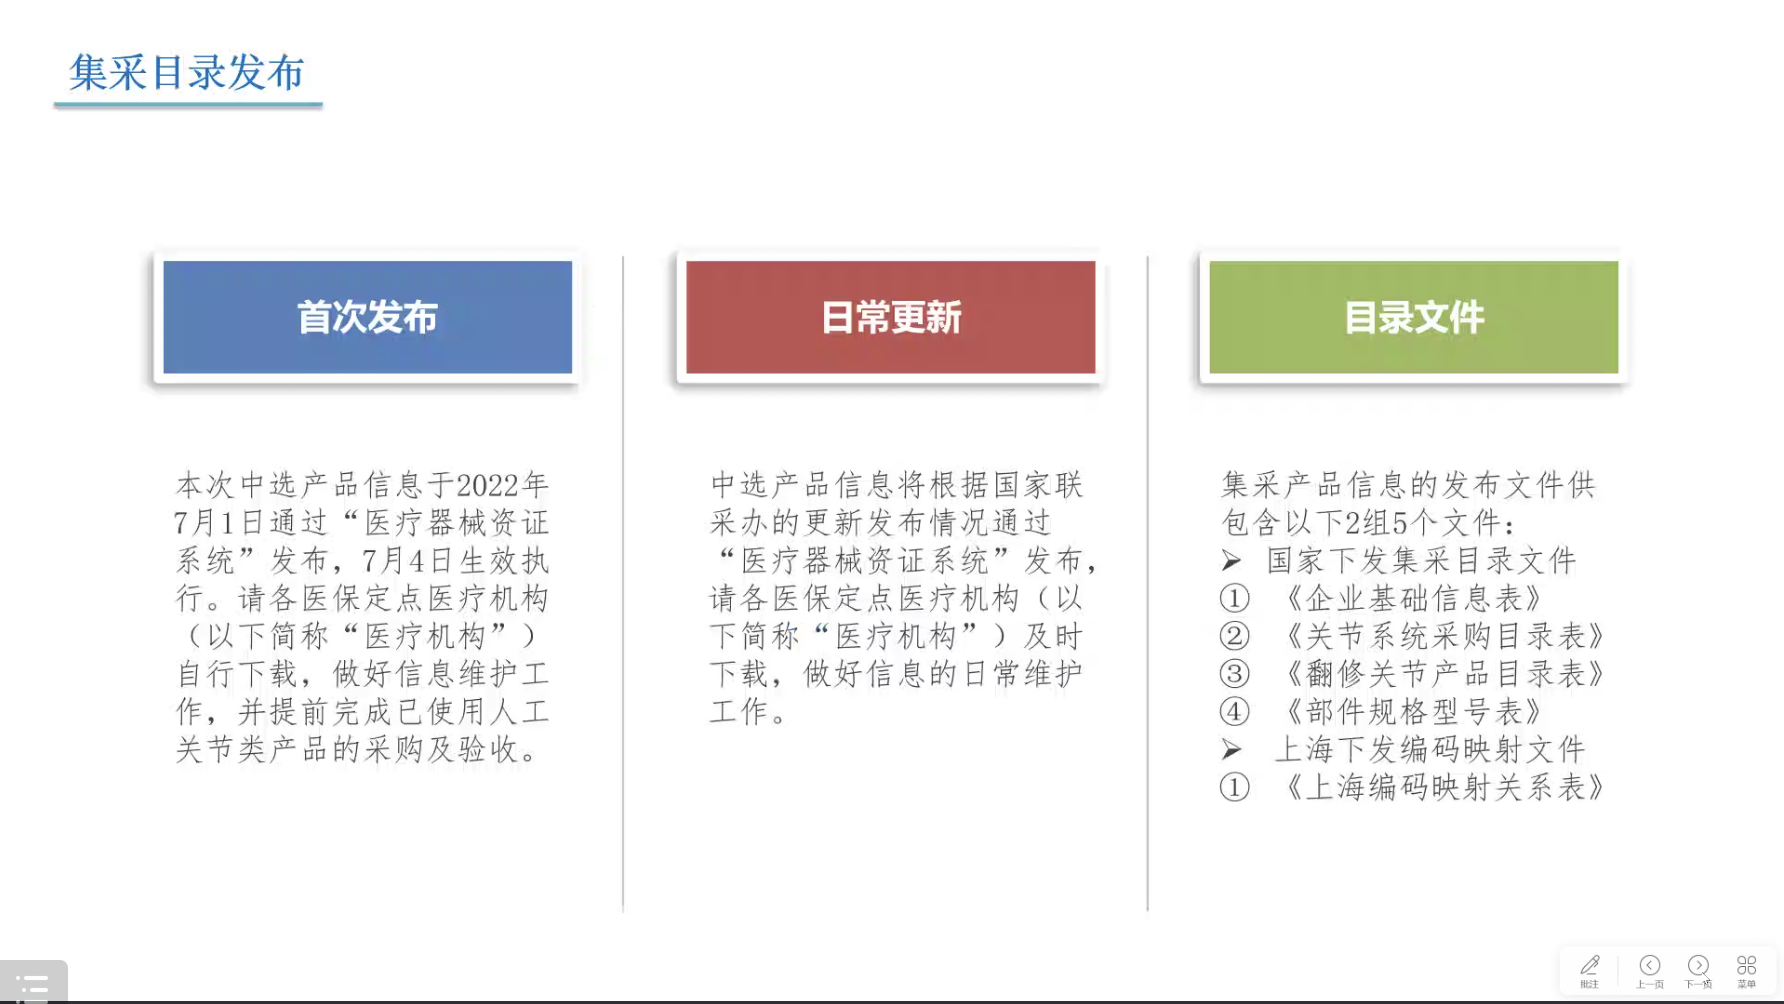 集采目录发布
首次发布
本次中选产品信息于2022年
7月1日通过“医疗器械资证
系统”发布，7月4日生效执
行。请各医保定点医疗机构
（以下简称“医疗机构”）
自行下载，做好信息维护工
作，并提前完成已使用人工
关节类产品的采购及验收。
日常更新
中选产品信息将根据国家联
采办的更新发布情况通过
“医疗器械资证系统”发布，
请各医保定点医疗机构（以
下简称“医疗机构”）及时
下载，做好信息的日常维护
工作。
目录文件
集采产品信息的发布文件供
包含以下2组5个文件：
➢ 国家下发集采目录文件
① 《企业基础信息表》
② 《关节系统采购目录表》
③ 《翻修关节产品目录表》
④ 《部件规格型号表》
➢ 上海下发编码映射文件
① 《上海编码映射关系表》
批注 上一页 下一页 菜单